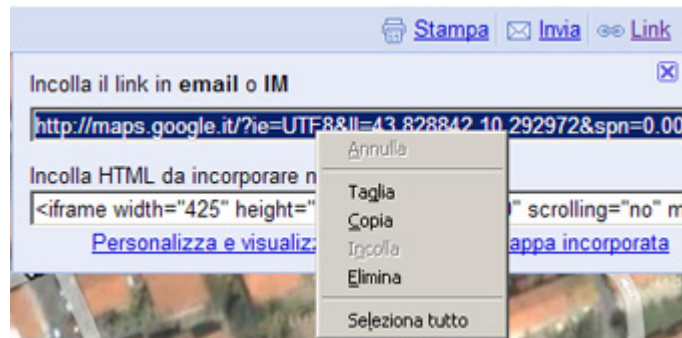 Stampa Invia Link
Incolla il link in email o IM
http://maps.google.it/?ie=UTF8&ll=43.828842,10.292972&spn=0.00
Annulla
Incolla HTML da incorporare n
Taglia
<iframe width="425" height=" " scrolling="no" m
Copia
Personalizza e visualizz appa incorporata
Incolla
Elimina
Seleziona tutto